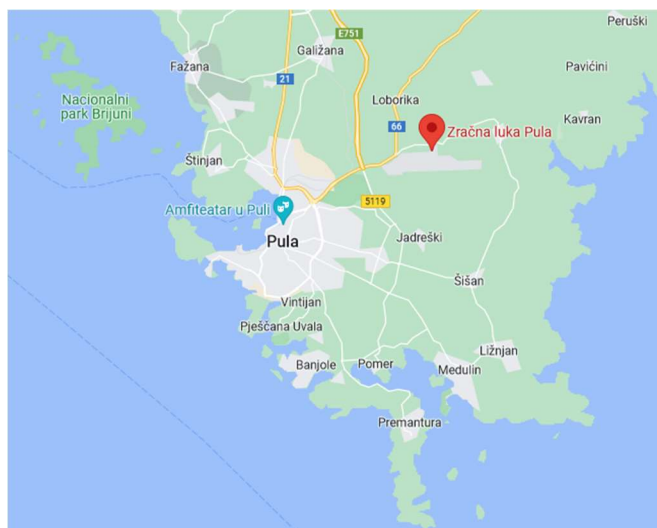 Peruški
E751
Galižana
Fažana
Pavićini
21
Nacionalni
park Brijuni
Loborika
Kavran
66
Zračna luka Pula
Štinjan
5119
Amfiteatar u Puli
Pula
Jadreški
Šišan
Vintijan
Pješčana Uvala
Ližnjan
Banjole
Pomer
Medulin
Premantura